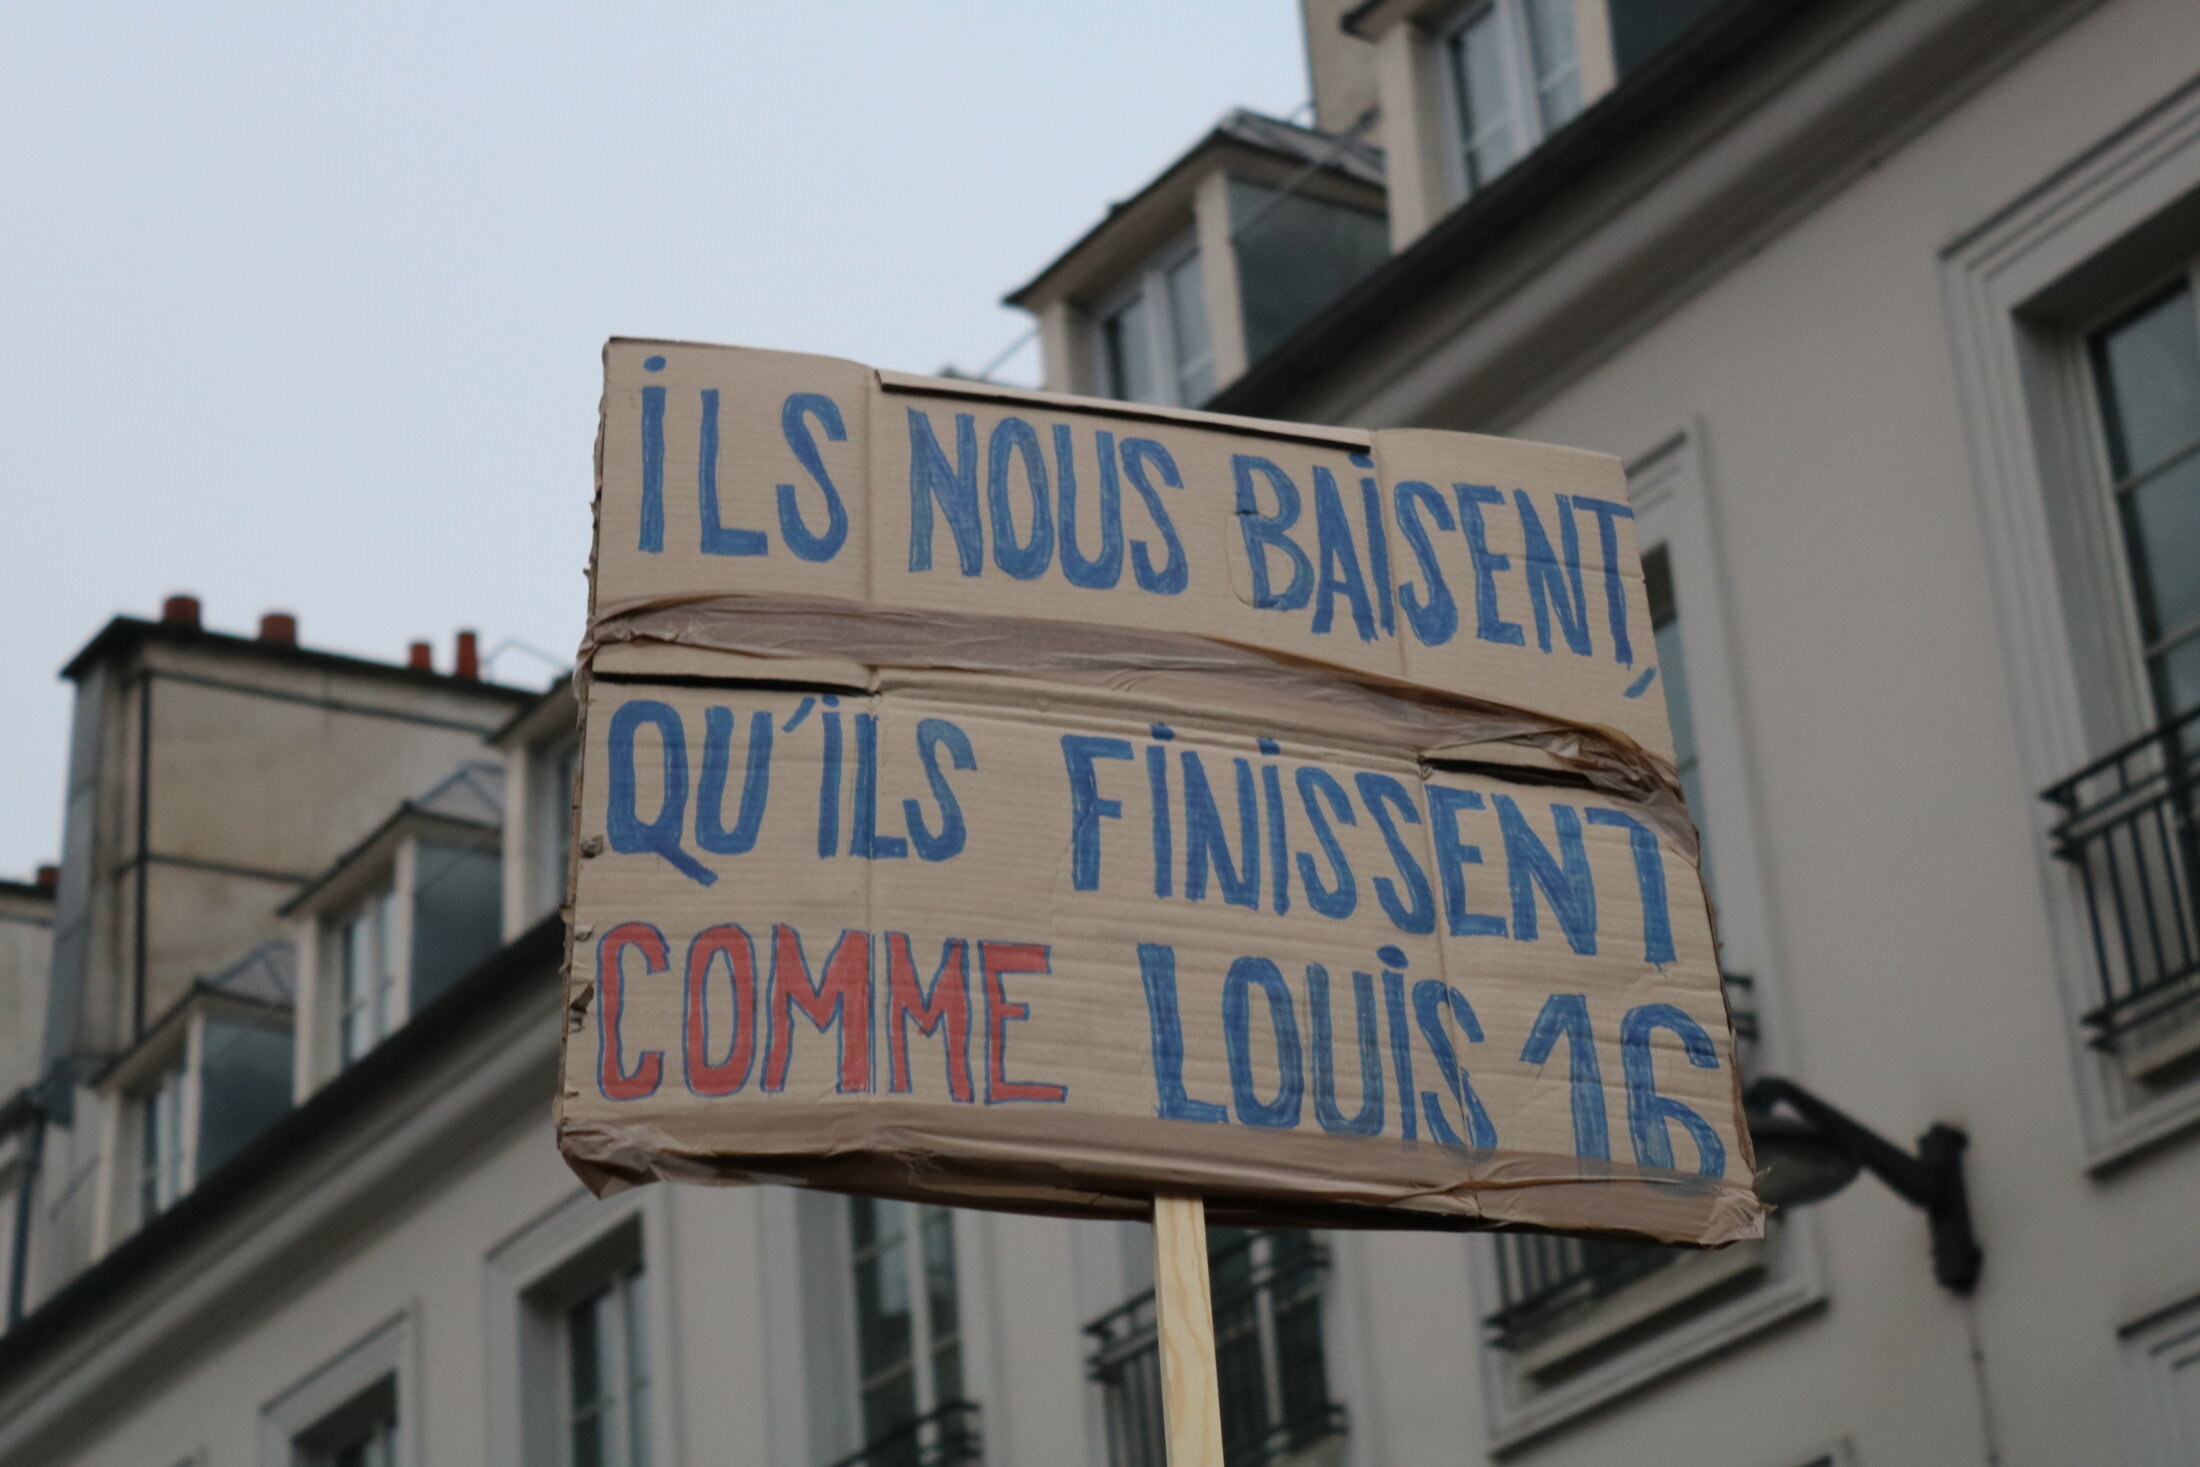 iLS NOUS BAiSENT,
QU'iLS FiNiSSENT
COMME LOUiS 16